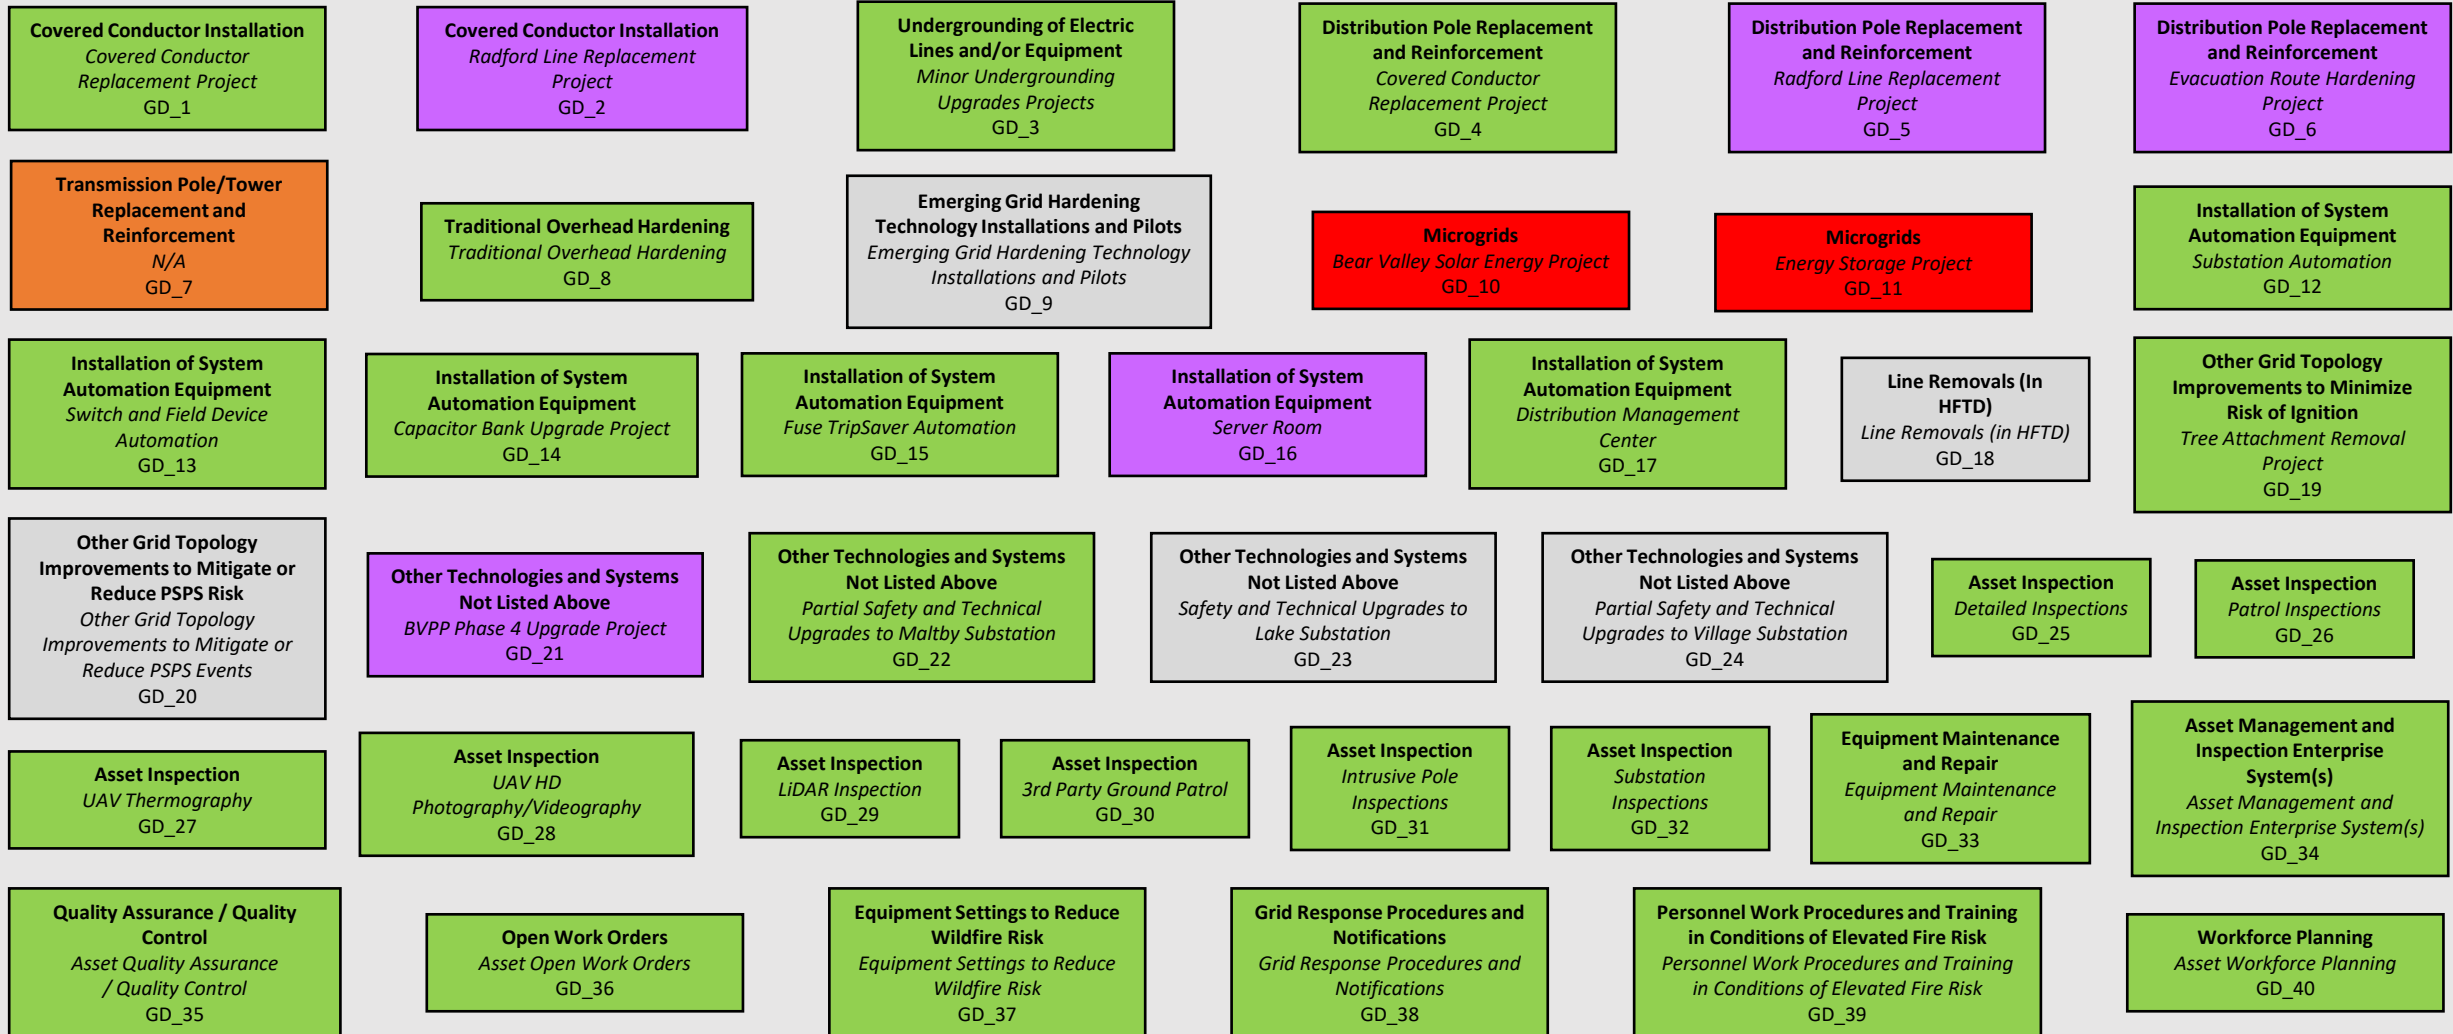 Covered Conductor Installation
Covered Conductor
Replacement Project
GD_1
Covered Conductor Installation
Radford Line Replacement
Project
GD_2
Undergrounding of Electric
Lines and/or Equipment
Minor Undergrounding
Upgrades Projects
GD_3
Distribution Pole Replacement
and Reinforcement
Covered Conductor
Replacement Project
GD_4
Distribution Pole Replacement
and Reinforcement
Radford Line Replacement
Project
GD_5
Distribution Pole Replacement
and Reinforcement
Evacuation Route Hardening
Project
GD_6
Transmission Pole/Tower
Replacement and
Reinforcement
N/A
GD_7
Traditional Overhead Hardening
Traditional Overhead Hardening
GD_8
Emerging Grid Hardening
Technology Installations and Pilots
Emerging Grid Hardening Technology
Installations and Pilots
GD_9
Microgrids
Bear Valley Solar Energy Project
GD_10
Microgrids
Energy Storage Project
GD_11
Installation of System
Automation Equipment
Substation Automation
GD_12
Installation of System
Automation Equipment
Switch and Field Device
Automation
GD_13
Installation of System
Automation Equipment
Capacitor Bank Upgrade Project
GD_14
Installation of System
Automation Equipment
Fuse TripSaver Automation
GD_15
Installation of System
Automation Equipment
Server Room
GD_16
Installation of System
Automation Equipment
Distribution Management
Center
GD_17
Line Removals (In
HFTD)
Line Removals (in HFTD)
GD_18
Other Grid Topology
Improvements to Minimize
Risk of Ignition
Tree Attachment Removal
Project
GD_19
Other Grid Topology
Improvements to Mitigate or
Reduce PSPS Risk
Other Grid Topology
Improvements to Mitigate or
Reduce PSPS Events
GD_20
Other Technologies and Systems
Not Listed Above
BVPP Phase 4 Upgrade Project
GD_21
Other Technologies and Systems
Not Listed Above
Partial Safety and Technical
Upgrades to Maltby Substation
GD_22
Other Technologies and Systems
Not Listed Above
Safety and Technical Upgrades to
Lake Substation
GD_23
Other Technologies and Systems
Not Listed Above
Partial Safety and Technical
Upgrades to Village Substation
GD_24
Asset Inspection
Detailed Inspections
GD_25
Asset Inspection
Patrol Inspections
GD_26
Asset Inspection
UAV Thermography
GD_27
Asset Inspection
UAV HD
Photography/Videography
GD_28
Asset Inspection
LiDAR Inspection
GD_29
Asset Inspection
3rd Party Ground Patrol
GD_30
Asset Inspection
Intrusive Pole
Inspections
GD_31
Asset Inspection
Substation
Inspections
GD_32
Equipment Maintenance
and Repair
Equipment Maintenance
and Repair
GD_33
Asset Management and
Inspection Enterprise
System(s)
Asset Management and
Inspection Enterprise System(s)
GD_34
Quality Assurance / Quality
Control
Asset Quality Assurance
/ Quality Control
GD_35
Open Work Orders
Asset Open Work Orders
GD_36
Equipment Settings to Reduce
Wildfire Risk
Equipment Settings to Reduce
Wildfire Risk
GD_37
Grid Response Procedures and
Notifications
Grid Response Procedures and
Notifications
GD_38
Personnel Work Procedures and Training
in Conditions of Elevated Fire Risk
Personnel Work Procedures and Training
in Conditions of Elevated Fire Risk
GD_39
Workforce Planning
Asset Workforce Planning
GD_40